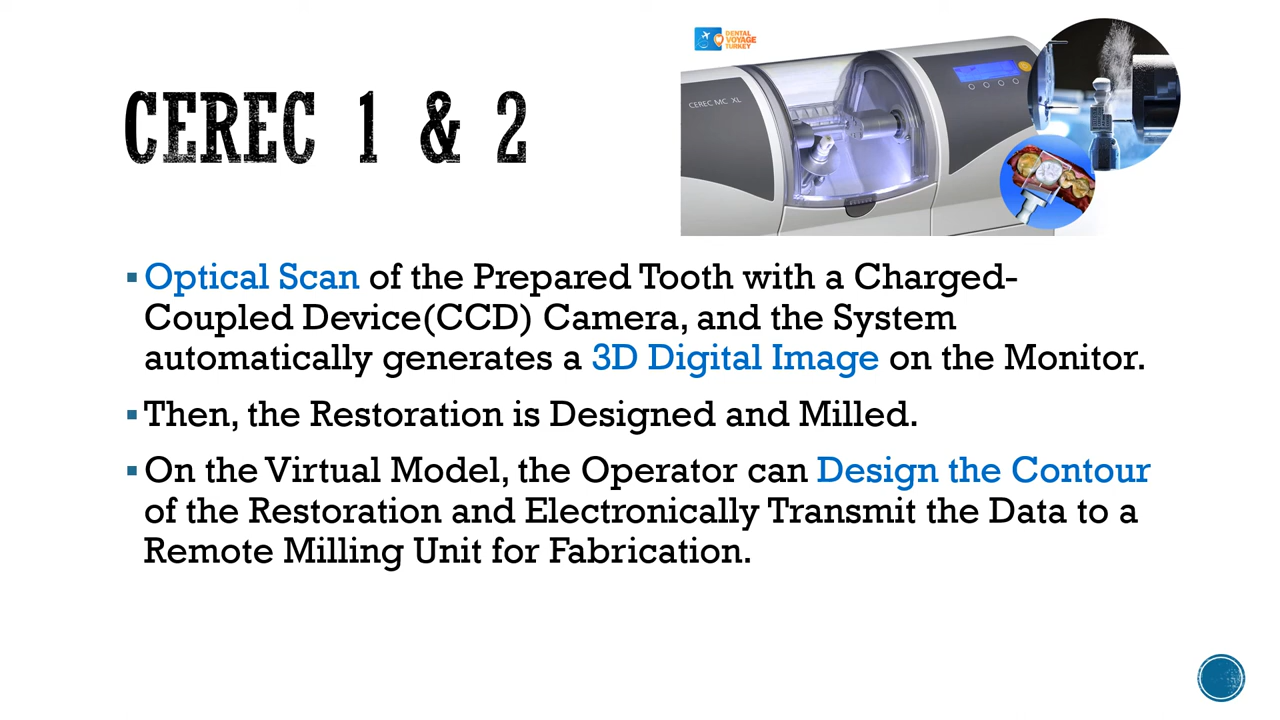 DENTAL
VOYAGE
TURKEY
CEREC MC XL
CEREC 1 & 2
▪ Optical Scan of the Prepared Tooth with a Charged-
Coupled Device(CCD) Camera, and the System
automatically generates a 3D Digital Image on the Monitor.
▪ Then, the Restoration is Designed and Milled.
▪ On the Virtual Model, the Operator can Design the Contour
of the Restoration and Electronically Transmit the Data to a
Remote Milling Unit for Fabrication.